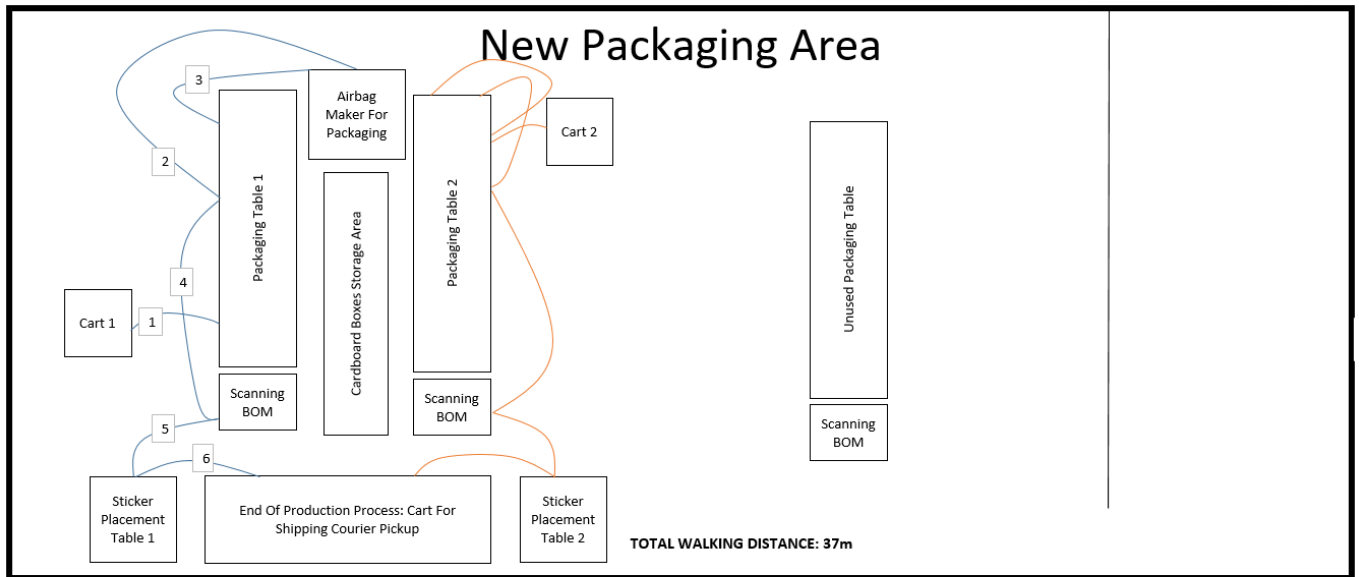 New Packaging Area
3
Airbag
Maker For
Packaging
Cart 2
2
Packaging Table 1
Cardboard Boxes Storage Area
Packaging Table 2
Unused Packaging Table
4
Cart 1
1
Scanning
BOM
Scanning
BOM
Scanning
BOM
5
6
Sticker
Placement
Table 1
End Of Production Process: Cart For
Shipping Courier Pickup
Sticker
Placement
Table 2
TOTAL WALKING DISTANCE: 37m